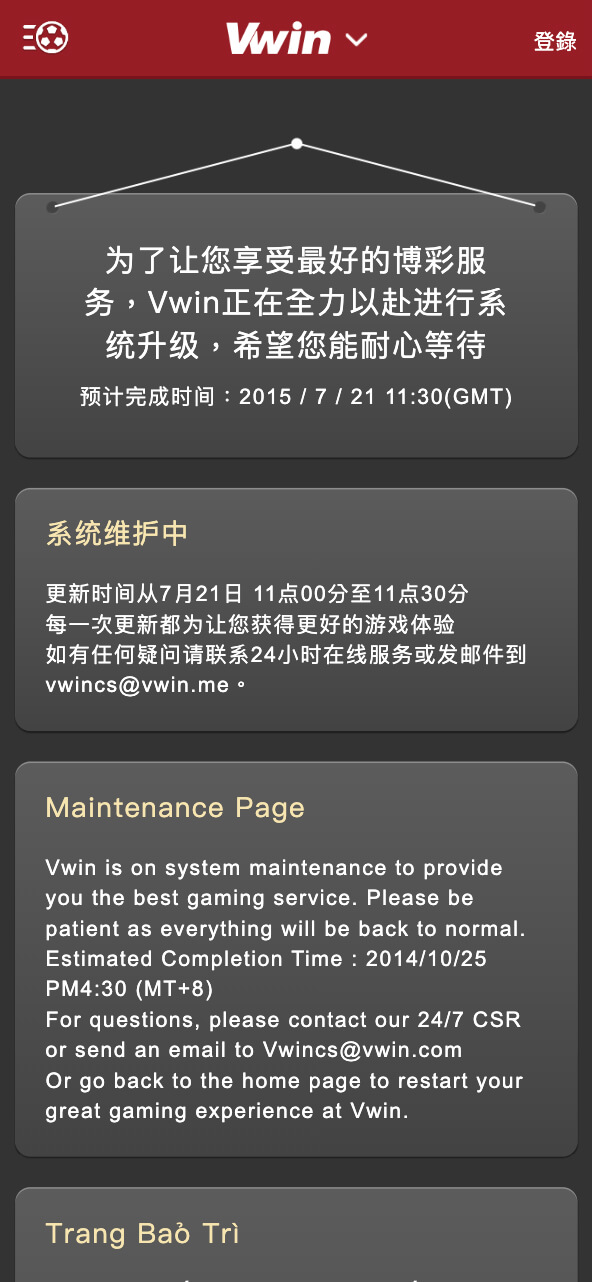 Vwin
登錄
为了让您享受最好的博彩服
务，Vwin正在全力以赴进行系
统升级，希望您能耐心等待
预计完成时间：2015 / 7 / 21 11:30(GMT)
系统维护中
更新时间从7月21日 11点00分至11点30分
每一次更新都为让您获得更好的游戏体验
如有任何疑问请联系24小时在线服务或发邮件到
vwincs@vwin.me。
Maintenance Page
Vwin is on system maintenance to provide
you the best gaming service. Please be
patient as everything will be back to normal.
Estimated Completion Time : 2014/10/25
PM4:30 (MT+8)
For questions, please contact our 24/7 CSR
or send an email to Vwincs@vwin.com
Or go back to the home page to restart your
great gaming experience at Vwin.
Trang Bảo Trì